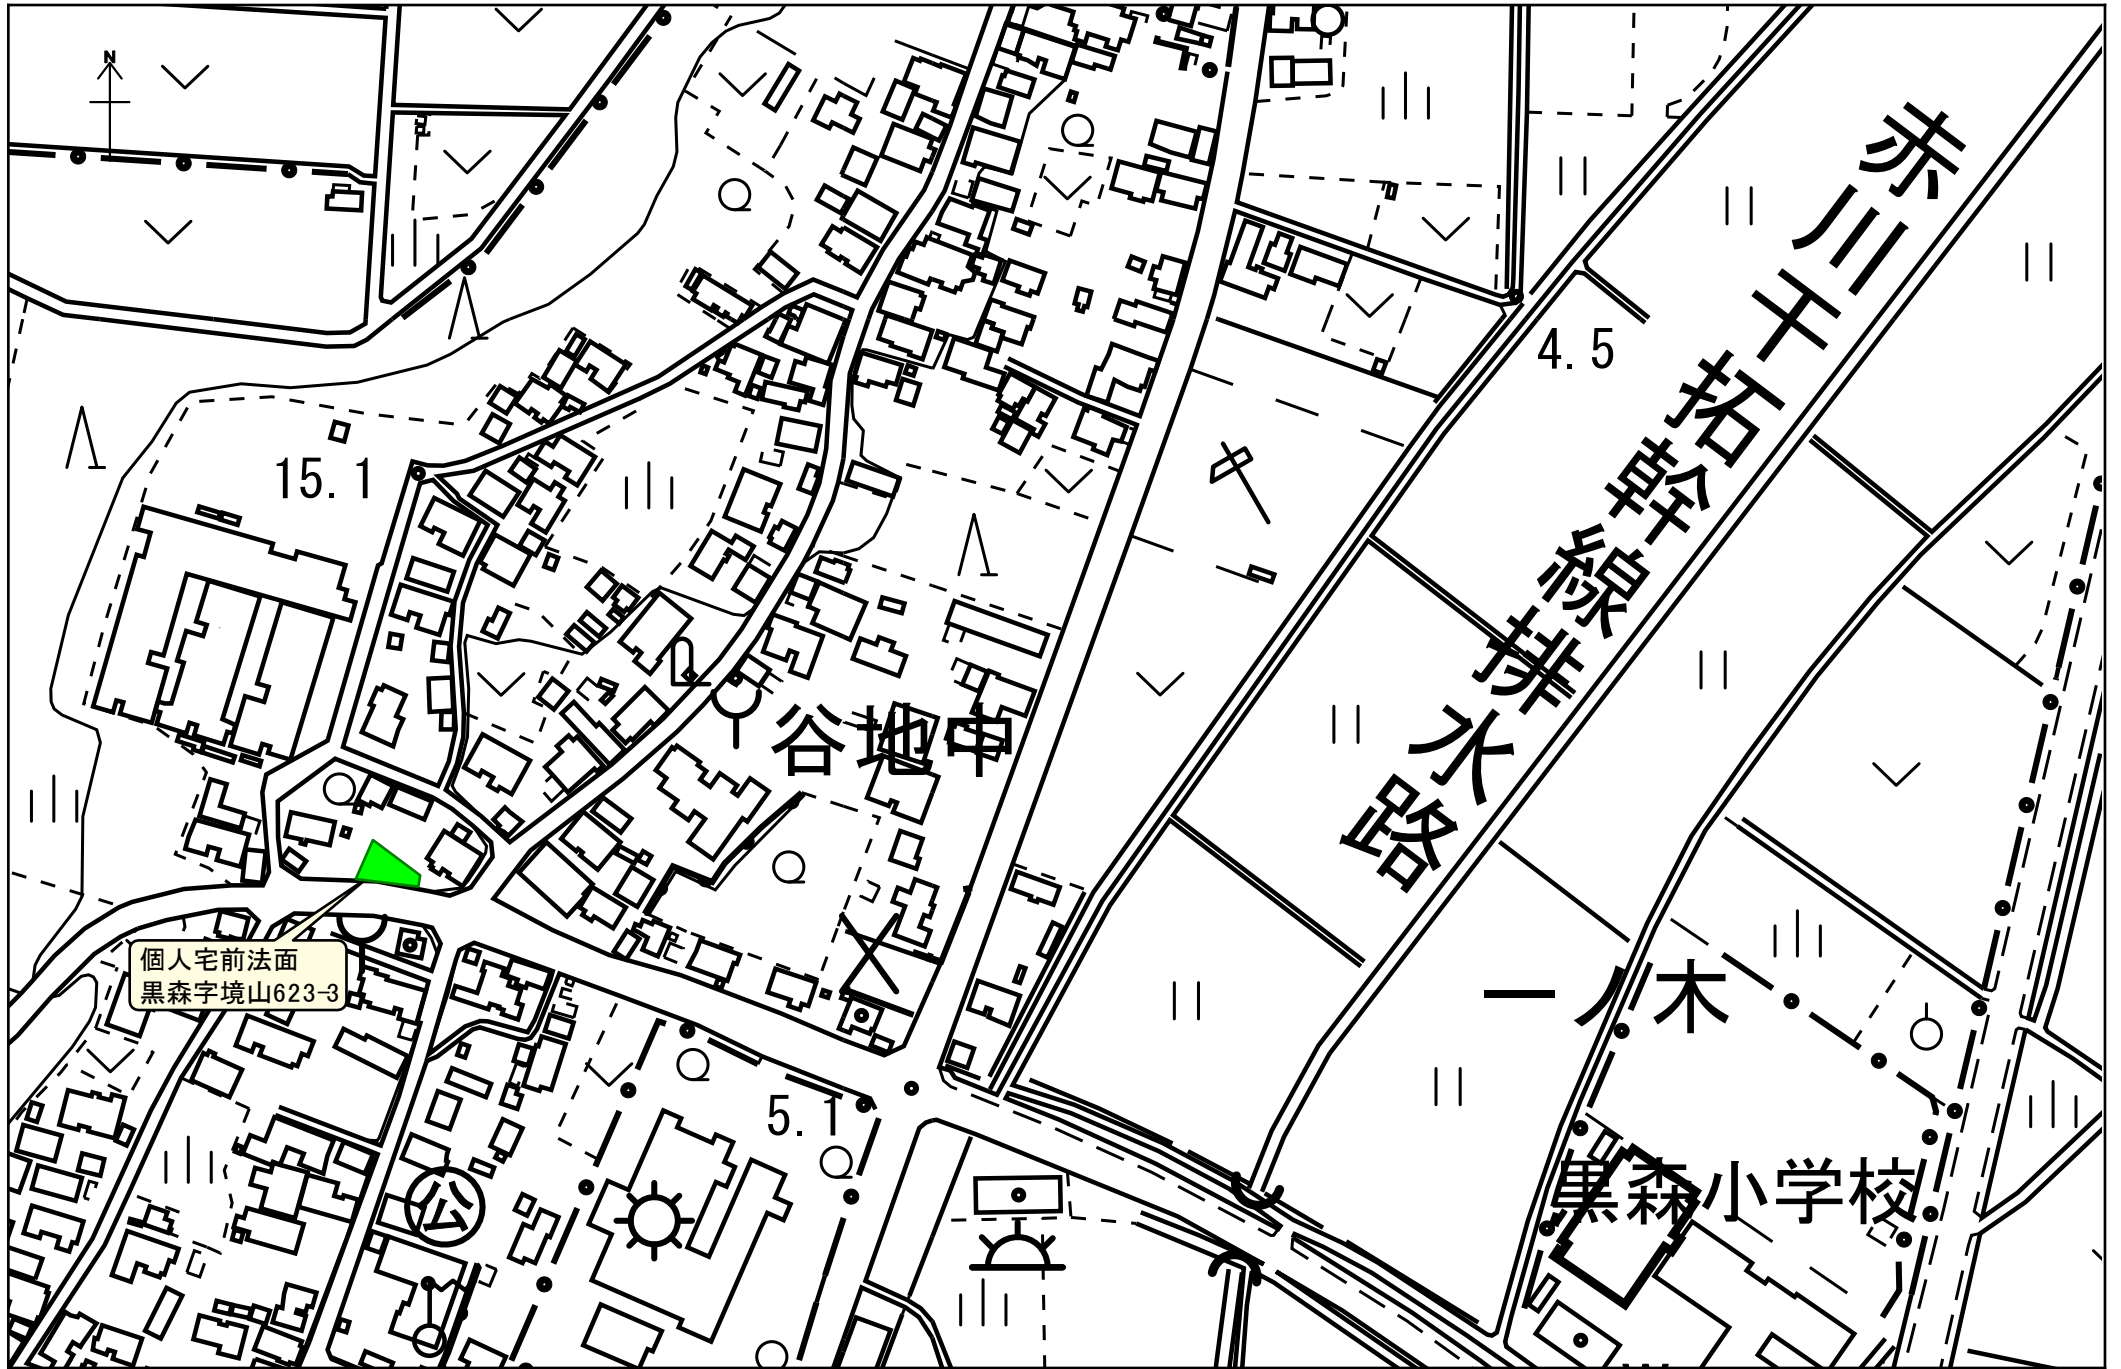 N
赤川干拓幹線排水路
4.5
15.1
谷地中
個人宅前法面
黒森字境山623-3
一ノ木
5.1
黒森小学校
公